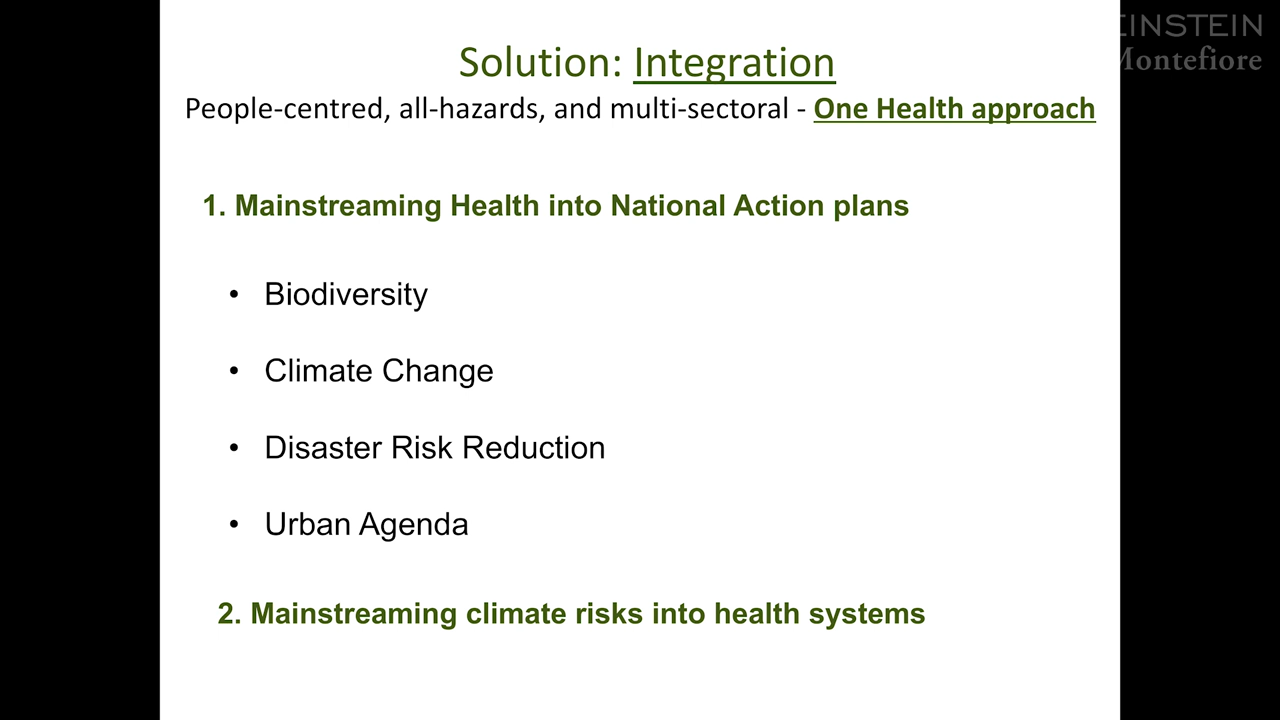 EINSTEIN
Montefiore
Solution: Integration
People-centred, all-hazards, and multi-sectoral - One Health approach
1. Mainstreaming Health into National Action plans
• Biodiversity
• Climate Change
• Disaster Risk Reduction
• Urban Agenda
2. Mainstreaming climate risks into health systems